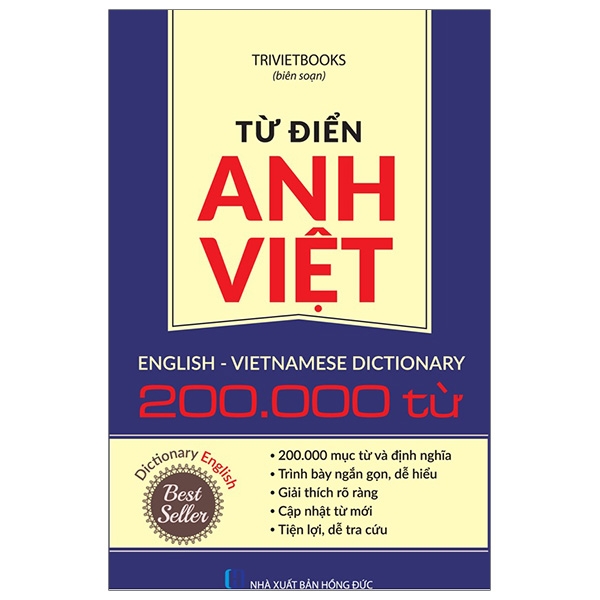 TRIVIETBOOKS
(biên soạn)
TỪ ĐIỂN
ANH
VIỆT
ENGLISH - VIETNAMESE DICTIONARY
200.000 từ
Dictionary English
Best
Seller
• 200.000 mục từ và định nghĩa
• Trình bày ngắn gọn, dễ hiểu
• Giải thích rõ ràng
• Cập nhật từ mới
• Tiện lợi, dễ tra cứu
NHÀ XUẤT BẢN HỒNG ĐỨC